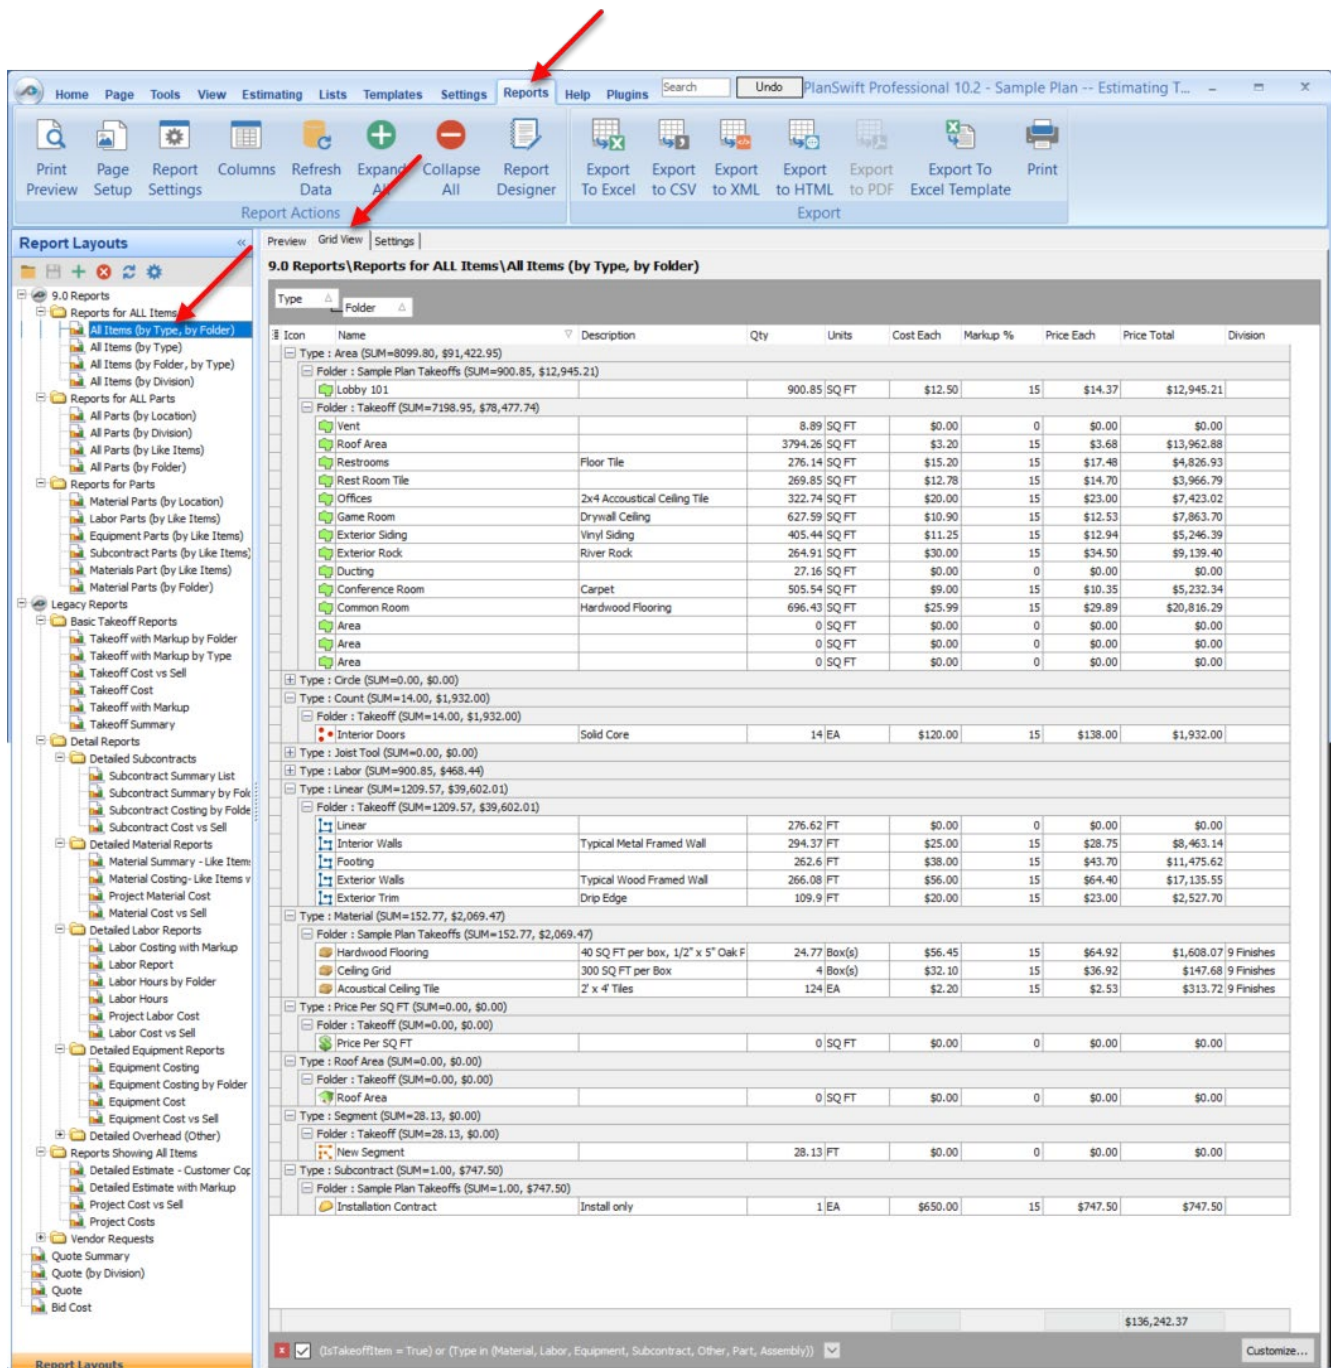 Home Page Tools View Estimating Lists Templates Settings Reports Help Plugins Search Undo PlanSwift Professional 10.2 - Sample Plan -- Estimating T...
Print Preview
Page Setup
Report Settings
Columns
Refresh Data
Expand All
Collapse All
Report Designer
Export To Excel
Export to CSV
Export to XML
Export to HTML
Export to PDF
Export To Excel Template
Print
Report Actions
Export
Report Layouts
9.0 Reports
Reports for ALL Items
All Items (by Type, by Folder)
All Items (by Type)
All Items (by Folder, by Type)
All Items (by Division)
Reports for ALL Parts
All Parts (by Location)
All Parts (by Division)
All Parts (by Like Items)
All Parts (by Folder)
Reports for Parts
Material Parts (by Location)
Labor Parts (by Like Items)
Equipment Parts (by Like Items)
Subcontract Parts (by Like Items)
Materials Part (by Like Items)
Material Parts (by Folder)
Legacy Reports
Basic Takeoff Reports
Takeoff with Markup by Folder
Takeoff with Markup by Type
Takeoff Cost vs Sell
Takeoff Cost
Takeoff with Markup
Takeoff Summary
Detail Reports
Detailed Subcontracts
Subcontract Summary List
Subcontract Summary by Fol
Subcontract Costing by Folde
Subcontract Cost vs Sell
Detailed Material Reports
Material Summary - Like Item
Material Costing- Like Items v
Project Material Cost
Material Cost vs Sell
Detailed Labor Reports
Labor Costing with Markup
Labor Report
Labor Hours by Folder
Labor Hours
Project Labor Cost
Labor Cost vs Sell
Detailed Equipment Reports
Equipment Costing
Equipment Costing by Folder
Equipment Cost
Equipment Cost vs Sell
Detailed Overhead (Other)
Reports Showing All Items
Detailed Estimate - Customer Cop
Detailed Estimate with Markup
Project Cost vs Sell
Project Costs
Vendor Requests
Quote Summary
Quote (by Division)
Quote
Bid Cost
Report Layouts
Preview Grid View Settings
9.0 Reports\Reports for ALL Items\All Items (by Type, by Folder)
Type
Folder
Icon Name Description Qty Units Cost Each Markup % Price Each Price Total Division
Type : Area (SUM=8099.80, $91,422.95)
Folder : Sample Plan Takeoffs (SUM=900.85, $12,945.21)
Lobby 101 900.85 SQ FT $12.50 15 $14.37 $12,945.21
Folder : Takeoff (SUM=7198.95, $78,477.74)
Vent 8.89 SQ FT $0.00 0 $0.00 $0.00
Roof Area 3794.26 SQ FT $3.20 15 $3.68 $13,962.88
Restrooms Floor Tile 276.14 SQ FT $15.20 15 $17.48 $4,826.93
Rest Room Tile 269.85 SQ FT $12.78 15 $14.70 $3,966.79
Offices 2x4 Accoustical Ceiling Tile 322.74 SQ FT $20.00 15 $23.00 $7,423.02
Game Room Drywall Ceiling 627.59 SQ FT $10.90 15 $12.53 $7,863.70
Exterior Siding Vinyl Siding 405.44 SQ FT $11.25 15 $12.94 $5,246.39
Exterior Rock River Rock 264.91 SQ FT $30.00 15 $34.50 $9,139.40
Ducting 27.16 SQ FT $0.00 0 $0.00 $0.00
Conference Room Carpet 505.54 SQ FT $9.00 15 $10.35 $5,232.34
Common Room Hardwood Flooring 696.43 SQ FT $25.99 15 $29.89 $20,816.29
Area 0 SQ FT $0.00 0 $0.00 $0.00
Area 0 SQ FT $0.00 0 $0.00 $0.00
Area 0 SQ FT $0.00 0 $0.00 $0.00
Type : Circle (SUM=0.00, $0.00)
Type : Count (SUM=14.00, $1,932.00)
Folder : Takeoff (SUM=14.00, $1,932.00)
Interior Doors Solid Core 14 EA $120.00 15 $138.00 $1,932.00
Type : Joist Tool (SUM=0.00, $0.00)
Type : Labor (SUM=900.85, $468.44)
Type : Linear (SUM=1209.57, $39,602.01)
Folder : Takeoff (SUM=1209.57, $39,602.01)
Linear 276.62 FT $0.00 0 $0.00 $0.00
Interior Walls Typical Metal Framed Wall 294.37 FT $25.00 15 $28.75 $8,463.14
Footing 262.6 FT $38.00 15 $43.70 $11,475.62
Exterior Walls Typical Wood Framed Wall 266.08 FT $56.00 15 $64.40 $17,135.55
Exterior Trim Drip Edge 109.9 FT $20.00 15 $23.00 $2,527.70
Type : Material (SUM=152.77, $2,069.47)
Folder : Sample Plan Takeoffs (SUM=152.77, $2,069.47)
Hardwood Flooring 40 SQ FT per box, 1/2" x 5" Oak F 24.77 Box(s) $56.45 15 $64.92 $1,608.07 9 Finishes
Ceiling Grid 300 SQ FT per Box 4 Box(s) $32.10 15 $36.92 $147.68 9 Finishes
Acoustical Ceiling Tile 2' x 4' Tiles 124 EA $2.20 15 $2.53 $313.72 9 Finishes
Type : Price Per SQ FT (SUM=0.00, $0.00)
Folder : Takeoff (SUM=0.00, $0.00)
Price Per SQ FT 0 SQ FT $0.00 0 $0.00 $0.00
Type : Roof Area (SUM=0.00, $0.00)
Folder : Takeoff (SUM=0.00, $0.00)
Roof Area 0 SQ FT $0.00 0 $0.00 $0.00
Type : Segment (SUM=28.13, $0.00)
Folder : Takeoff (SUM=28.13, $0.00)
New Segment 28.13 FT $0.00 0 $0.00 $0.00
Type : Subcontract (SUM=1.00, $747.50)
Folder : Sample Plan Takeoffs (SUM=1.00, $747.50)
Installation Contract Install only 1 EA $650.00 15 $747.50 $747.50
$136,242.37
(IsTakeoffItem = True) or (Type in (Material, Labor, Equipment, Subcontract, Other, Part, Assembly))
Customize...